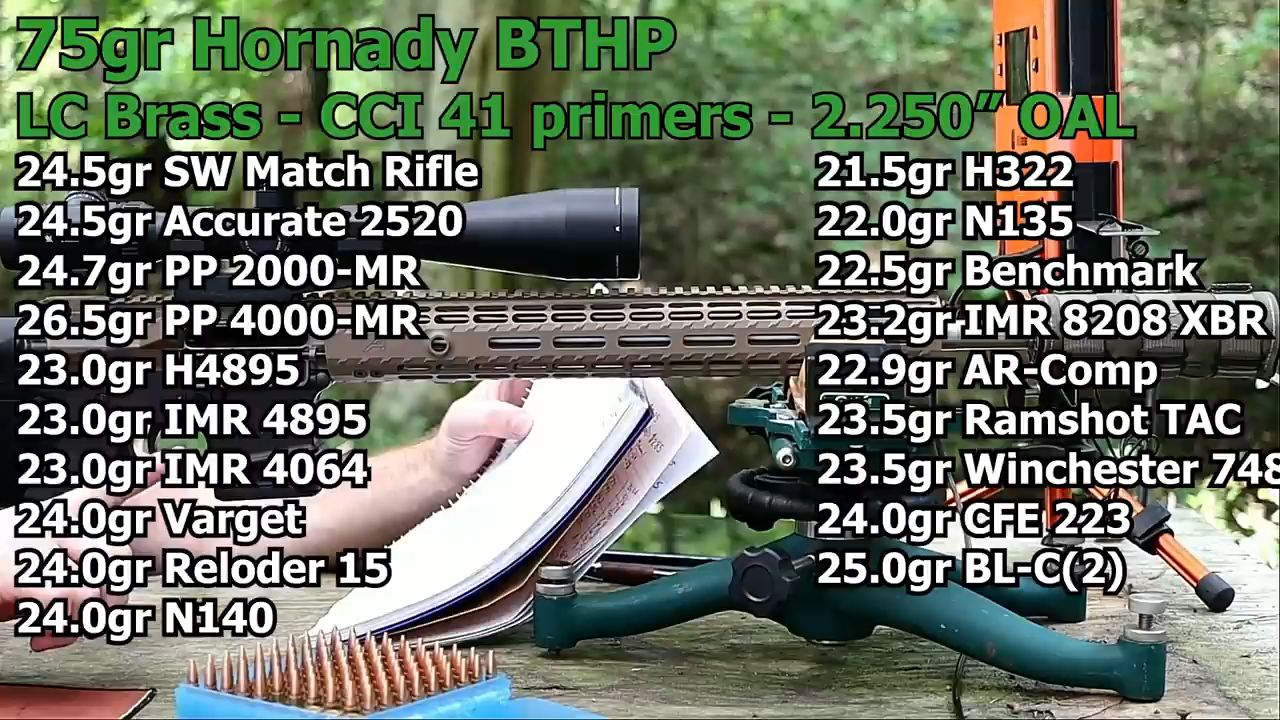 75gr Hornady BTHP
LC Brass - CCI 41 primers - 2.250” OAL
24.5gr SW Match Rifle
24.5gr Accurate 2520
24.7gr PP 2000-MR
26.5gr PP 4000-MR
23.0gr H4895
23.0gr IMR 4895
23.0gr IMR 4064
24.0gr Varget
24.0gr Reloder 15
24.0gr N140
21.5gr H322
22.0gr N135
22.5gr Benchmark
23.2gr IMR 8208 XBR
22.9gr AR-Comp
23.5gr Ramshot TAC
23.5gr Winchester 748
24.0gr CFE 223
25.0gr BL-C(2)